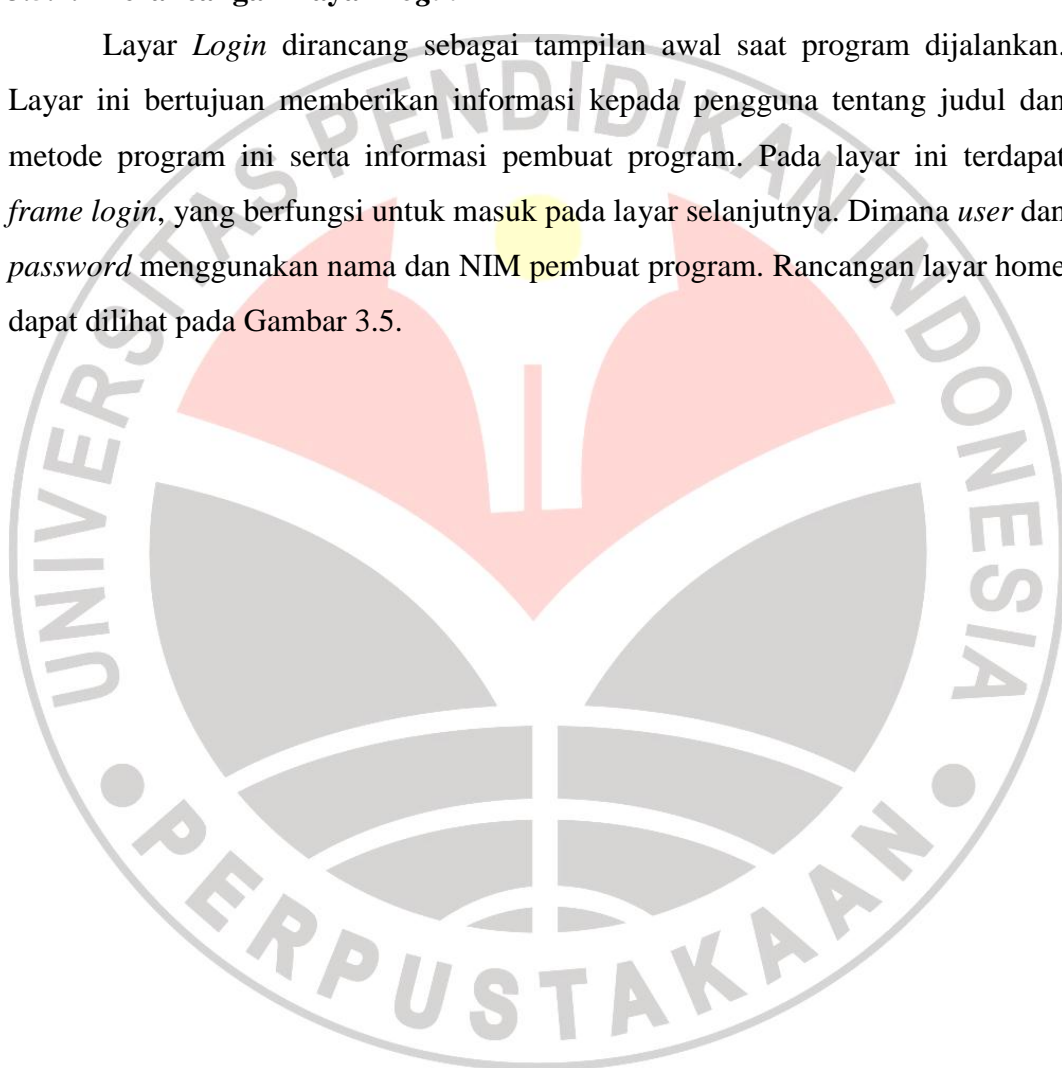 Layar Login dirancang sebagai tampilan awal saat program dijalankan.
Layar ini bertujuan memberikan informasi kepada pengguna tentang judul dan
metode program ini serta informasi pembuat program. Pada layar ini terdapat
frame login, yang berfungsi untuk masuk pada layar selanjutnya. Dimana user dan
password menggunakan nama dan NIM pembuat program. Rancangan layar home
dapat dilihat pada Gambar 3.5.
UNIVERSITAS PENDIDIKAN INDONESIA
PERPUSTAKAAN